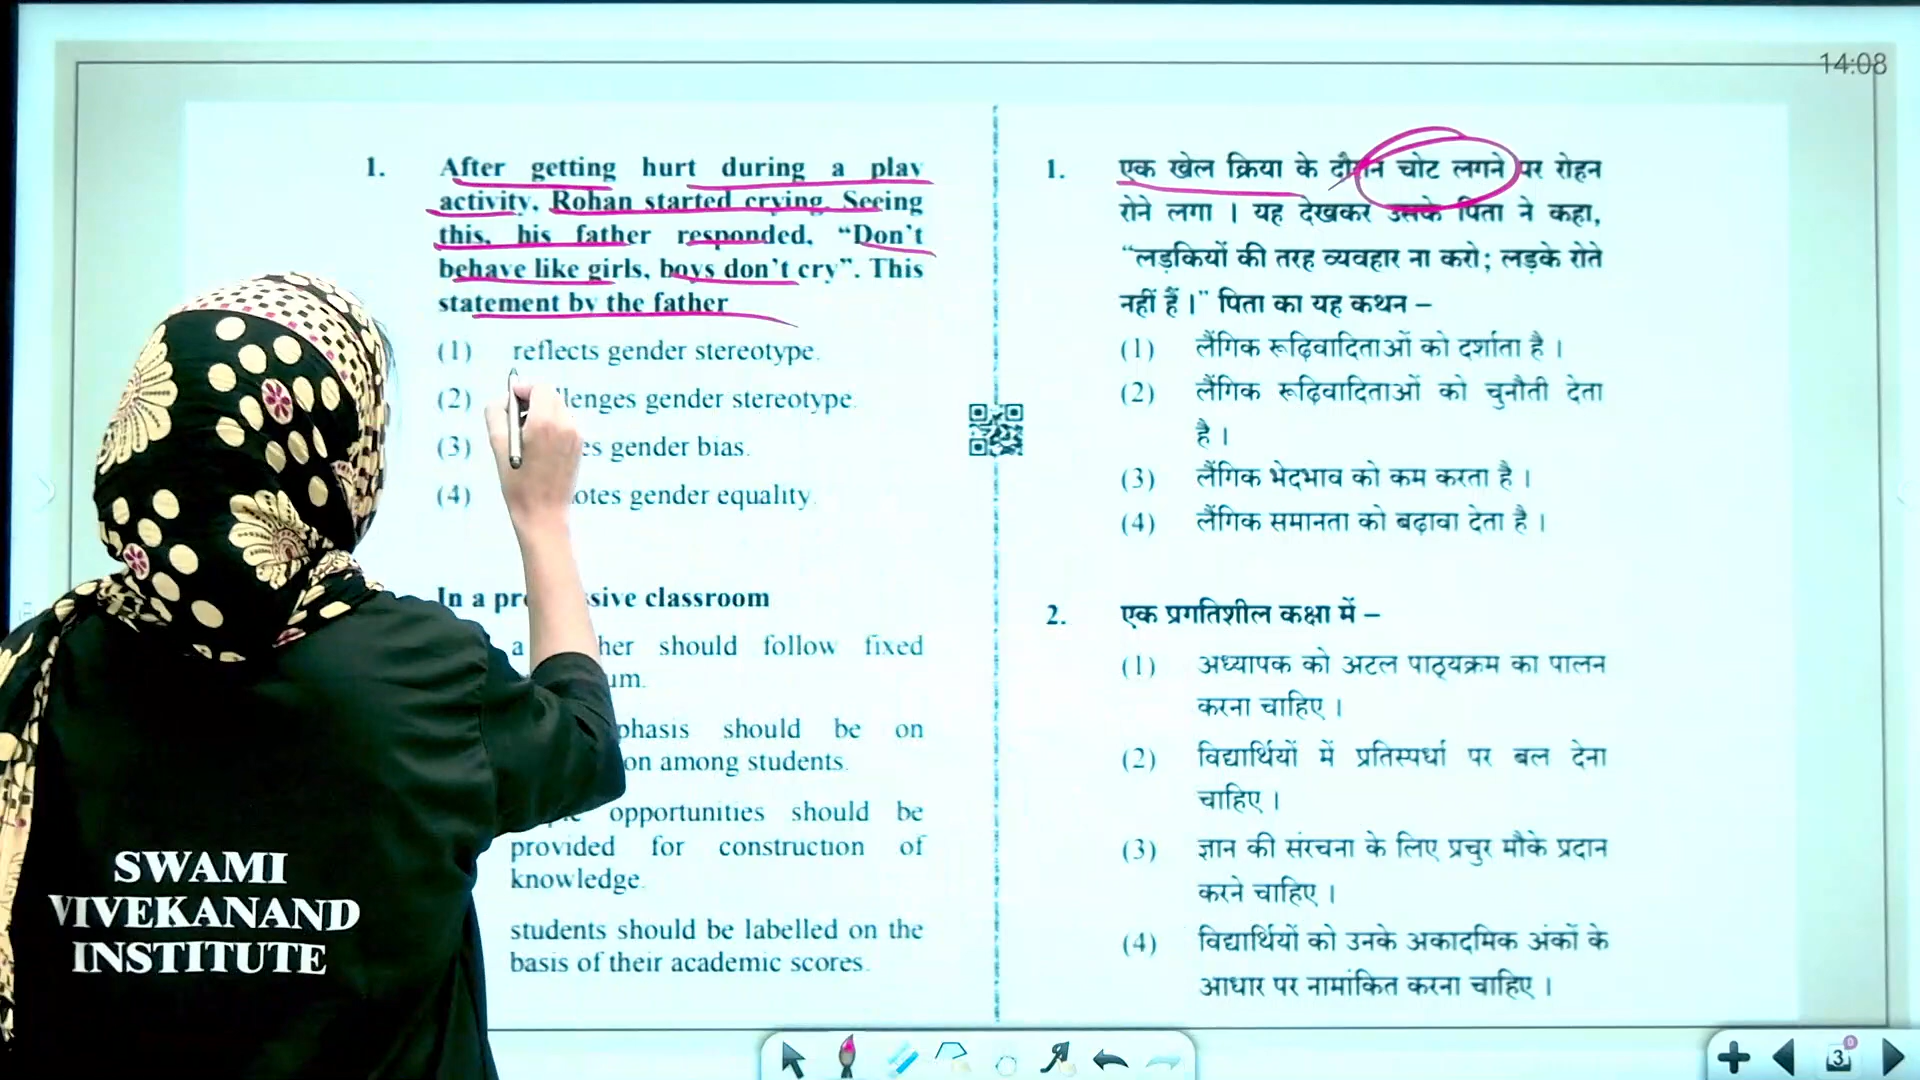 14:08
1. After getting hurt during a play
activity, Rohan started crying. Seeing
this, his father responded, “Don’t
behave like girls, boys don’t cry”. This
statement by the father
(1) reflects gender stereotype.
(2) llenges gender stereotype.
(3) es gender bias.
(4) otes gender equality.
In a pr ssive classroom
a her should follow fixed
um.
phasis should be on
on among students.
opportunities should be
provided for construction of
knowledge.
students should be labelled on the
basis of their academic scores.
1. एक खेल क्रिया के दौरान चोट लगने पर रोहन
रोने लगा । यह देखकर उसके पिता ने कहा,
“लड़कियों की तरह व्यवहार ना करो; लड़के रोते
नहीं हैं ।” पिता का यह कथन –
(1) लैंगिक रूढ़िवादिताओं को दर्शाता है ।
(2) लैंगिक रूढ़िवादिताओं को चुनौती देता
है ।
(3) लैंगिक भेदभाव को कम करता है ।
(4) लैंगिक समानता को बढ़ावा देता है ।
2. एक प्रगतिशील कक्षा में –
(1) अध्यापक को अटल पाठ्यक्रम का पालन
करना चाहिए ।
(2) विद्यार्थियों में प्रतिस्पर्धा पर बल देना
चाहिए ।
(3) ज्ञान की संरचना के लिए प्रचुर मौके प्रदान
करने चाहिए ।
(4) विद्यार्थियों को उनके अकादमिक अंकों के
आधार पर नामांकित करना चाहिए ।
SWAMI
VIVEKANAND
INSTITUTE
3
0